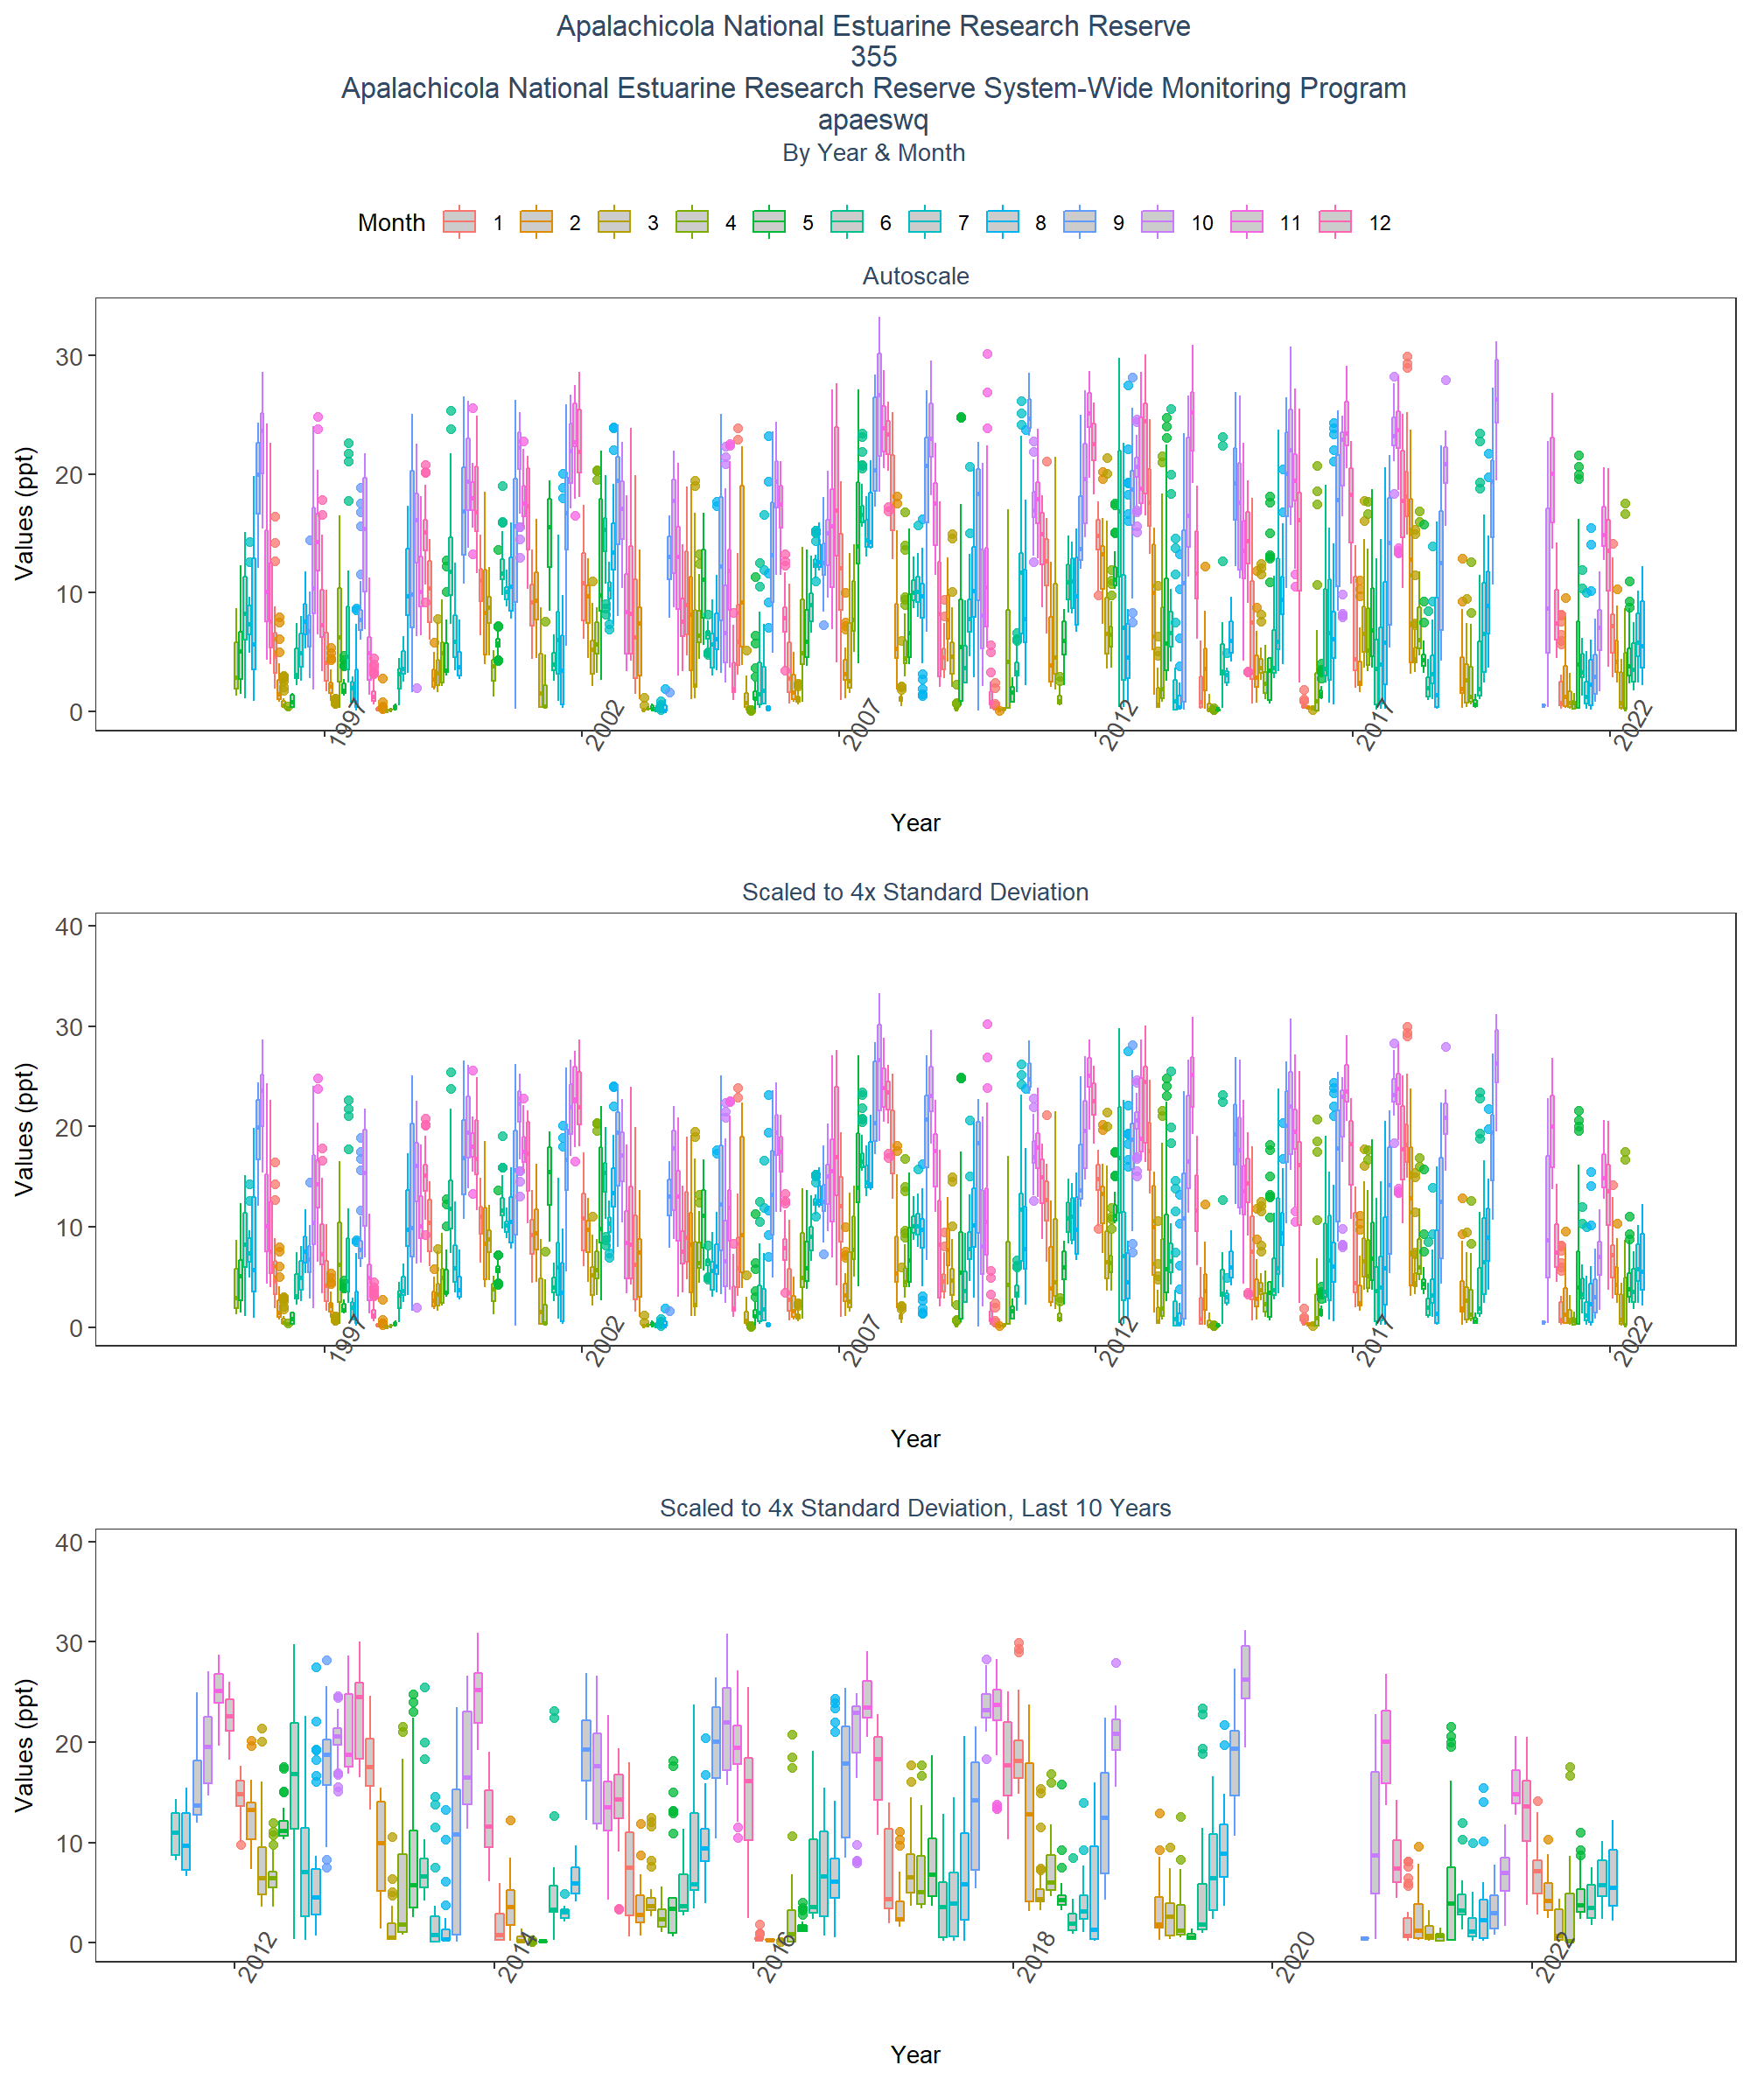 Apalachicola National Estuarine Research Reserve
355
Apalachicola National Estuarine Research Reserve System-Wide Monitoring Program
apaeswq
By Year & Month
Month 1 2 3 4 5 6 7 8 9 10 11 12
Autoscale
Values (ppt)
30
20
10
0
1997 2002 2007 2012 2017 2022
Year
Scaled to 4x Standard Deviation
Values (ppt)
40
30
20
10
0
1997 2002 2007 2012 2017 2022
Year
Scaled to 4x Standard Deviation, Last 10 Years
Values (ppt)
40
30
20
10
0
2012 2014 2016 2018 2020 2022
Year